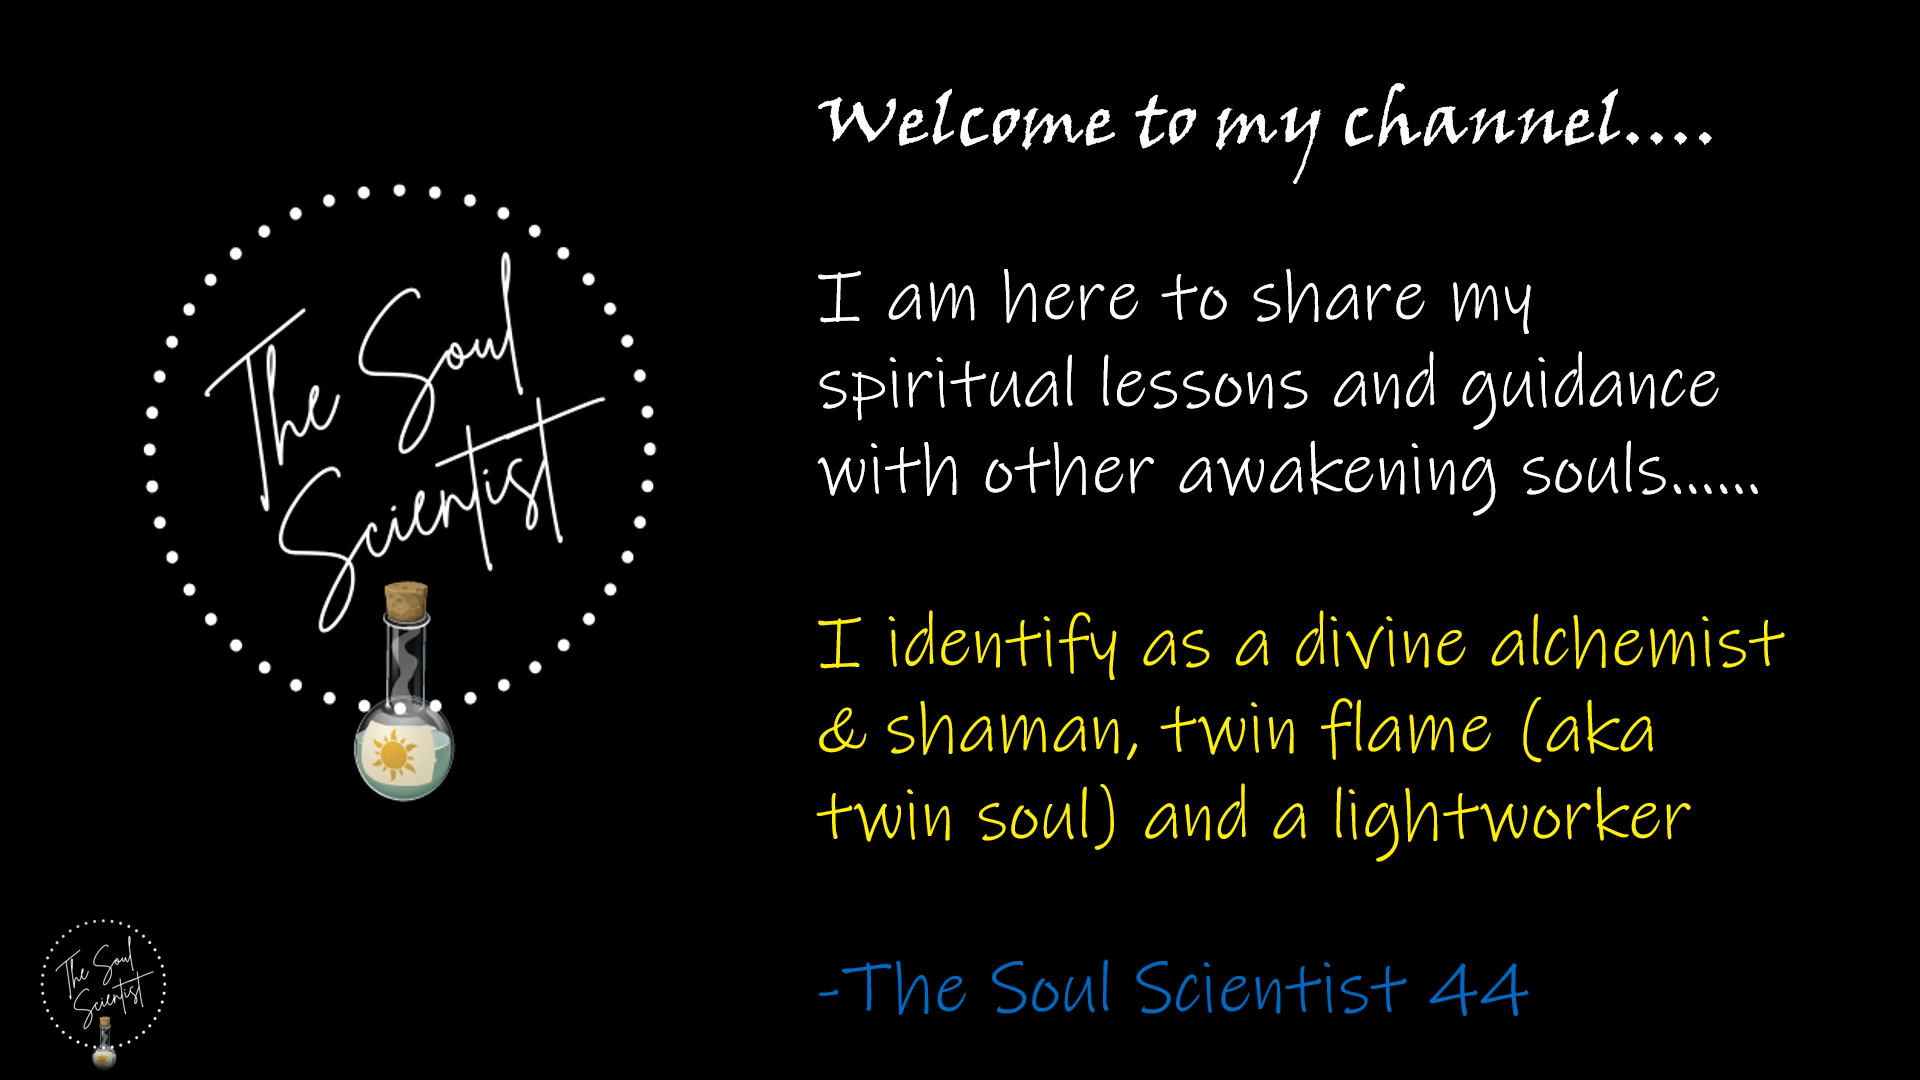 Welcome to my channel....
I am here to share my
spiritual lessons and guidance
with other awakening souls......
I identify as a divine alchemist
& shaman, twin flame (aka
twin soul) and a lightworker
-The Soul Scientist 44
The Soul
Scientist
The Soul
Scientist